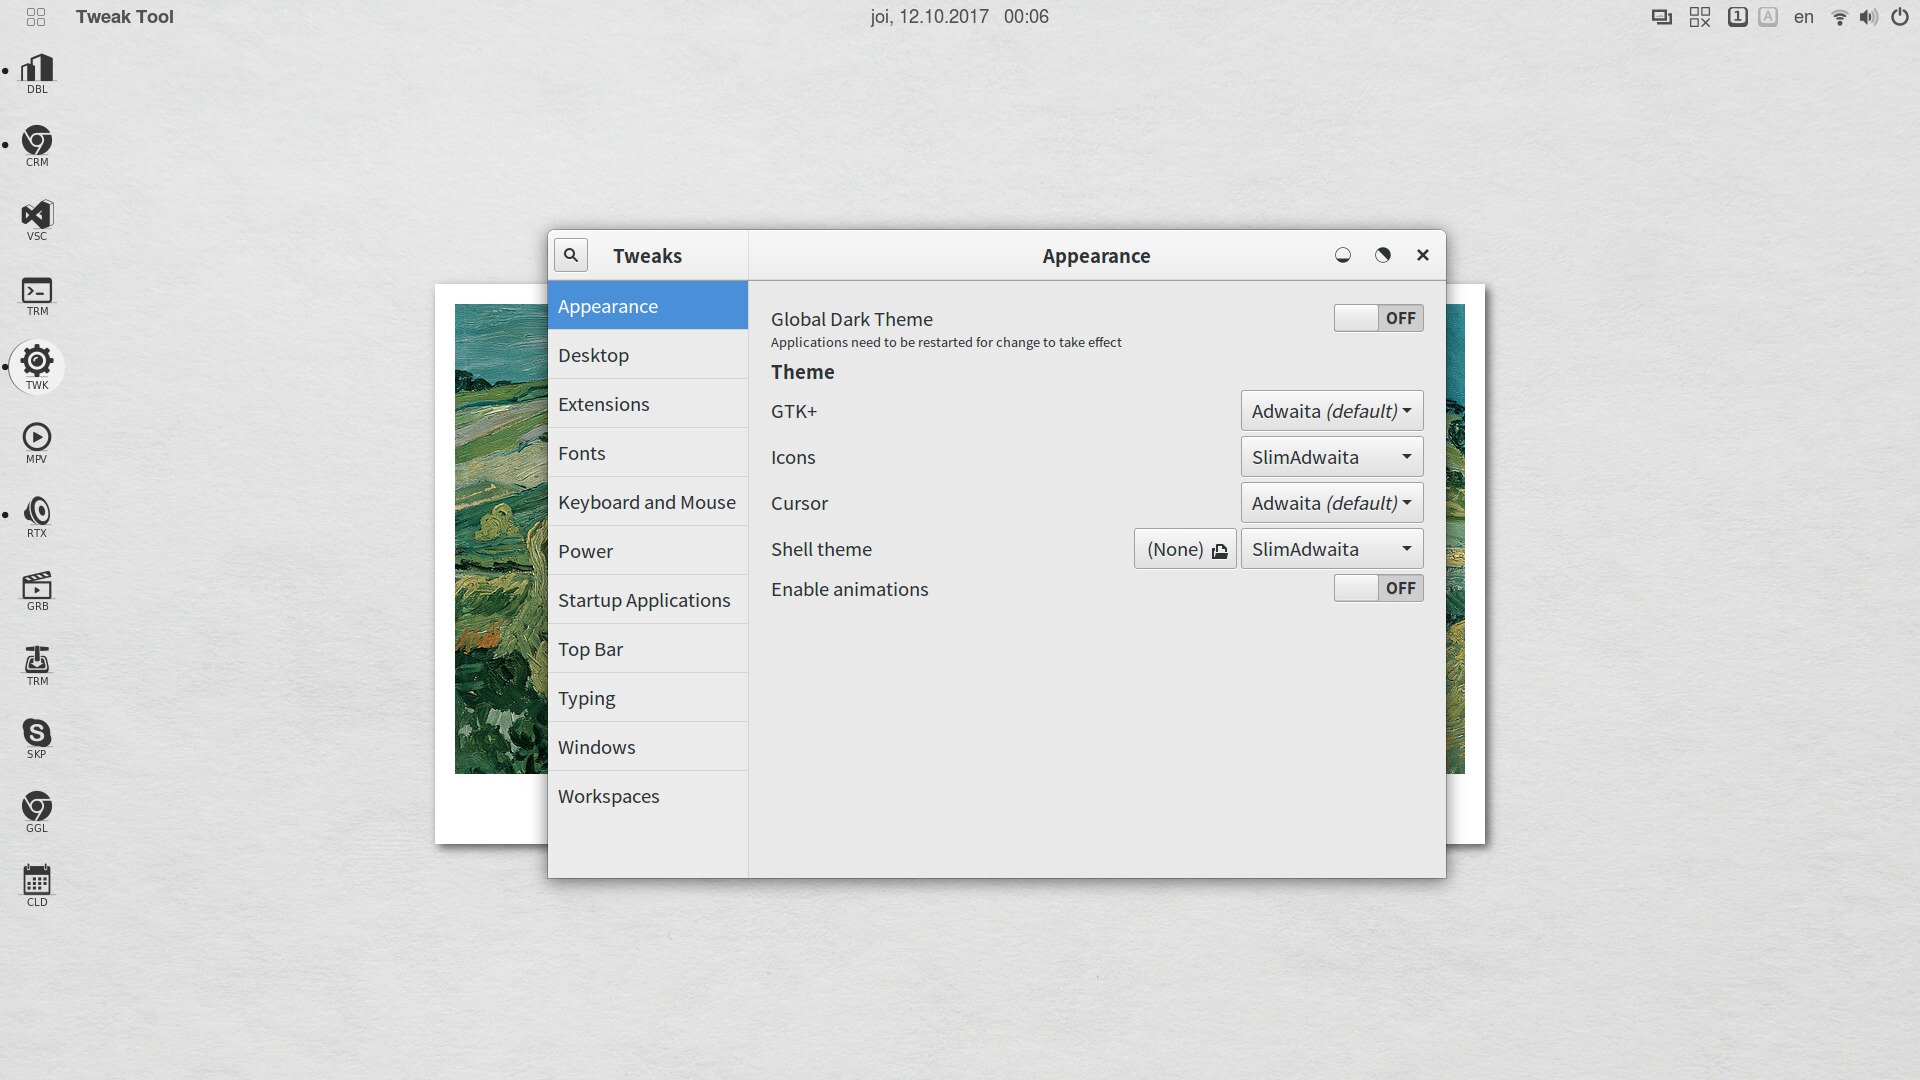 Tweak Tool
joi, 12.10.2017 00:06
1 A en
DBL
CRM
VSC
TRM
TWK
MPV
RTX
GRB
TRM
SKP
GGL
CLD
Tweaks
Appearance
Appearance
Desktop
Extensions
Fonts
Keyboard and Mouse
Power
Startup Applications
Top Bar
Typing
Windows
Workspaces
Global Dark Theme OFF
Applications need to be restarted for change to take effect
Theme
GTK+ Adwaita (default)
Icons SlimAdwaita
Cursor Adwaita (default)
Shell theme (None) SlimAdwaita
Enable animations OFF